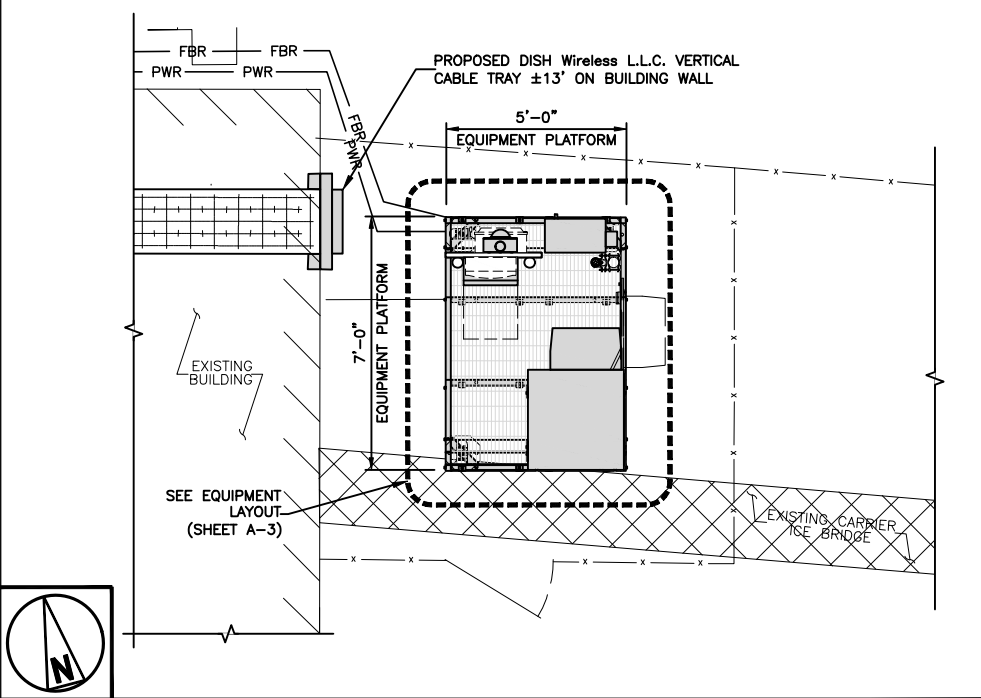 FBR FBR
PWR PWR
FBR
PWR
PROPOSED DISH Wireless L.L.C. VERTICAL
CABLE TRAY ±13' ON BUILDING WALL
5'-0"
EQUIPMENT PLATFORM
7'-0"
EQUIPMENT PLATFORM
EXISTING
BUILDING
SEE EQUIPMENT
LAYOUT
(SHEET A-3)
EXISTING CARRIER
ICE BRIDGE
N